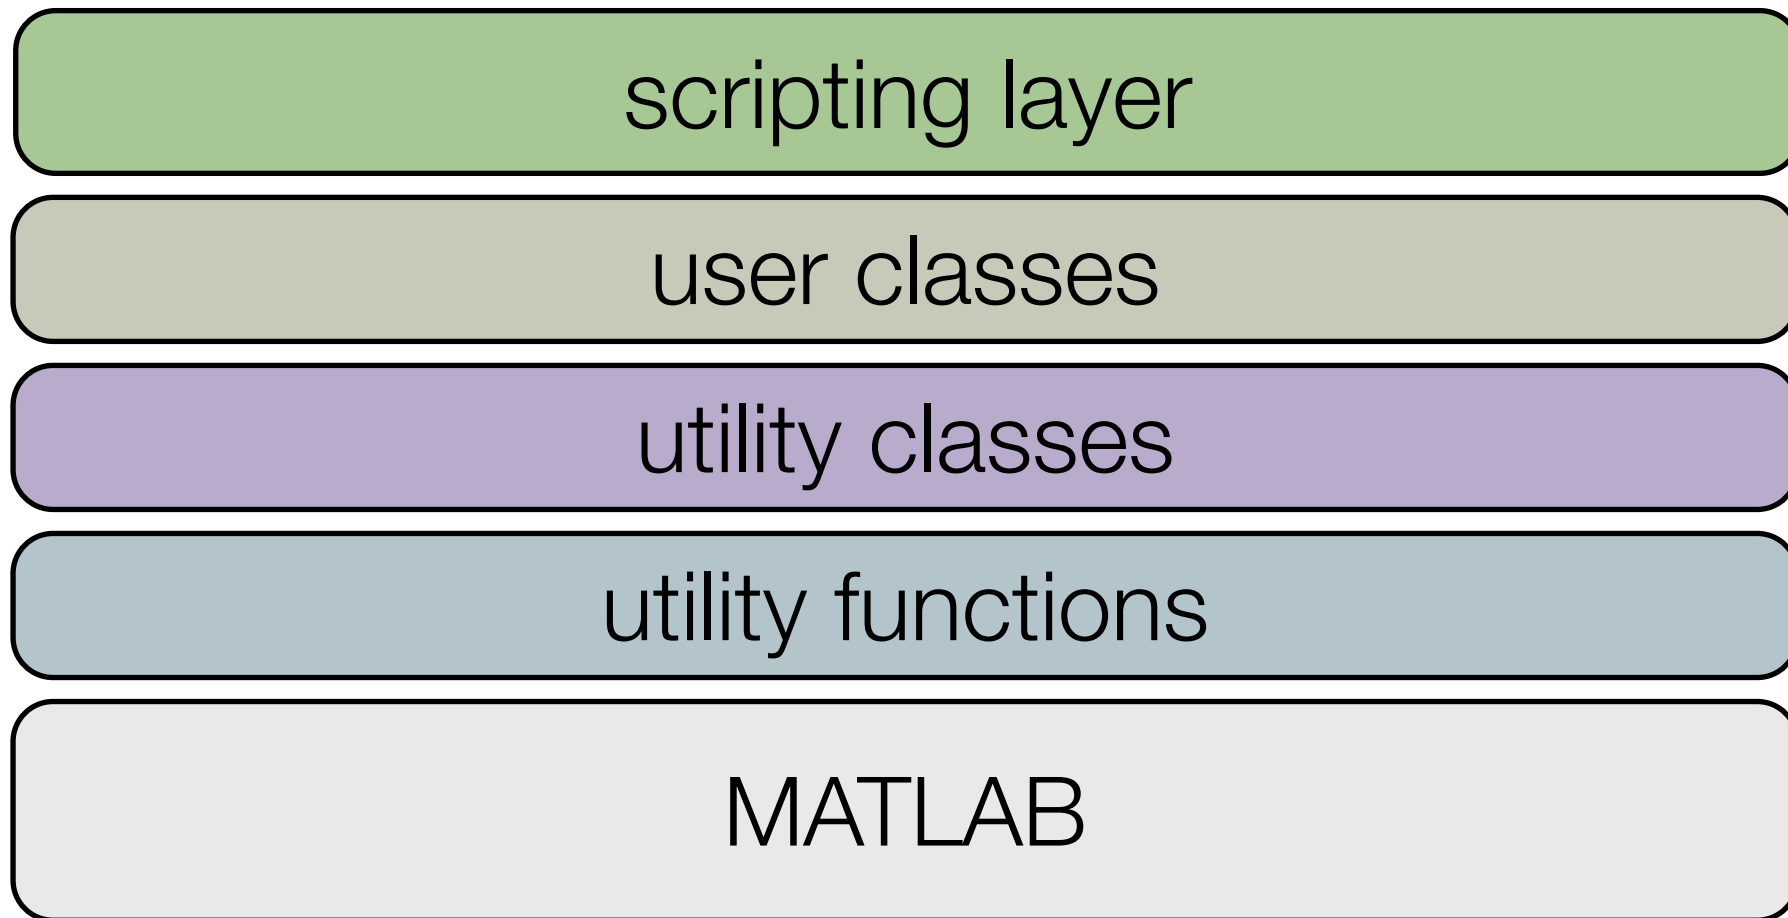 scripting layer
user classes
utility classes
utility functions
MATLAB